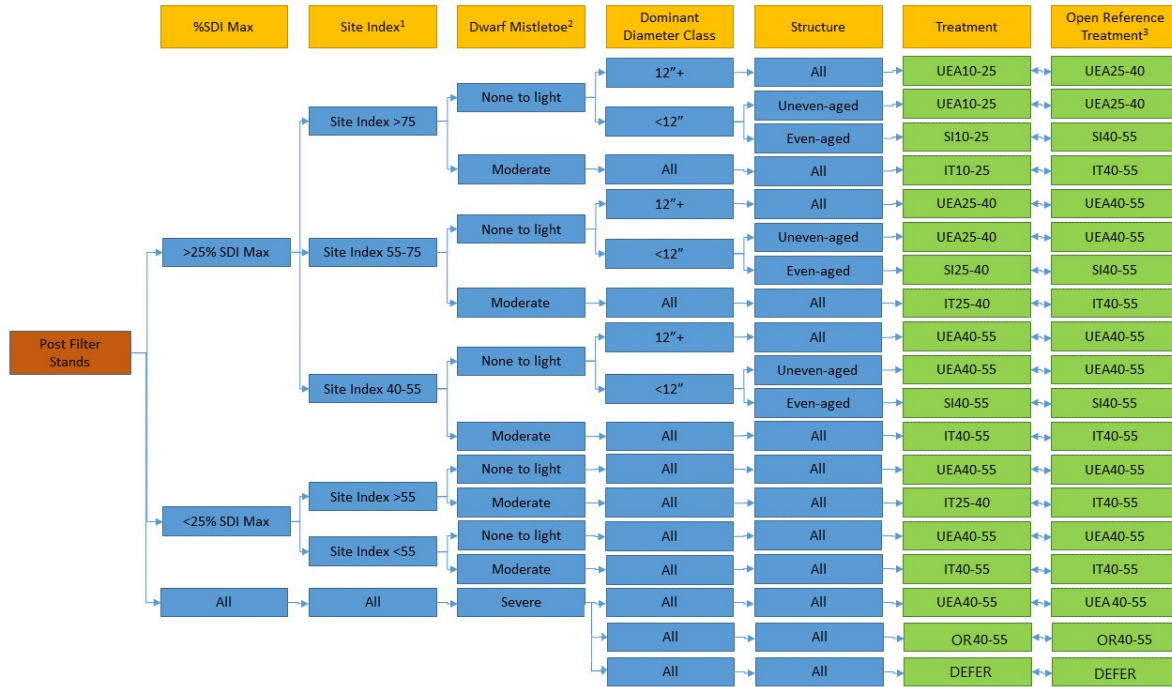 %SDI Max
Site Index1
Dwarf Mistletoe2
Dominant
Diameter Class
Structure
Treatment
Open Reference
Treatment3
12"+
All
UEA10-25
UEA25-40
None to light
Uneven-aged
UEA10-25
UEA25-40
Site Index >75
<12"
Even-aged
SI10-25
SI40-55
Moderate
All
All
IT10-25
IT40-55
12"+
All
UEA25-40
UEA40-55
None to light
Uneven-aged
UEA25-40
UEA40-55
>25% SDI Max
Site Index 55-75
<12"
Even-aged
SI25-40
SI40-55
Moderate
All
All
IT25-40
IT40-55
Post Filter
Stands
12"+
All
UEA40-55
UEA40-55
None to light
Uneven-aged
UEA40-55
UEA40-55
Site Index 40-55
<12"
Even-aged
SI40-55
SI40-55
Moderate
All
All
IT40-55
IT40-55
None to light
All
All
UEA40-55
UEA40-55
Site Index >55
Moderate
All
All
IT25-40
IT40-55
<25% SDI Max
None to light
All
All
UEA40-55
UEA40-55
Site Index <55
Moderate
All
All
IT40-55
IT40-55
All
All
Severe
All
All
UEA40-55
UEA40-55
All
All
OR40-55
OR40-55
All
All
DEFER
DEFER